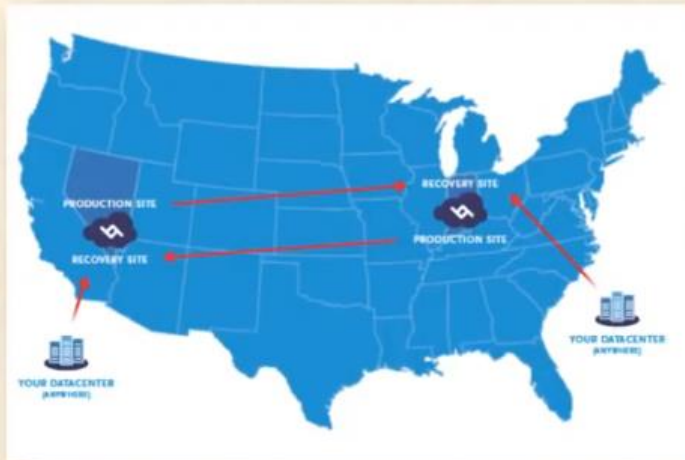 PRODUCTION SITE
RECOVERY SITE
RECOVERY SITE
PRODUCTION SITE
YOUR DATACENTER
(ANYWHERE)
YOUR DATACENTER
(ANYWHERE)